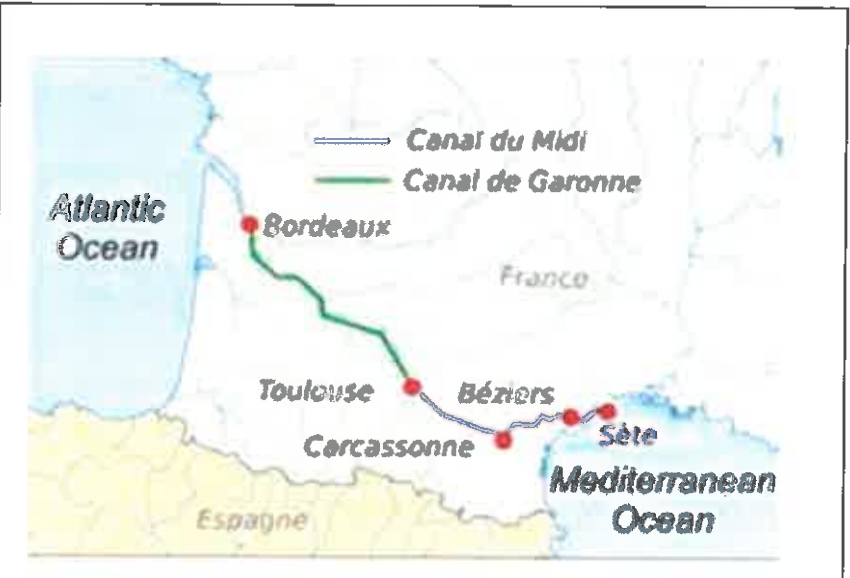 Canal du Midi
Canal de Garonne
Atlantic
Ocean
Bordeaux
France
Toulouse
Béziers
Carcassonne
Sète
Mediterranean
Ocean
Espagne